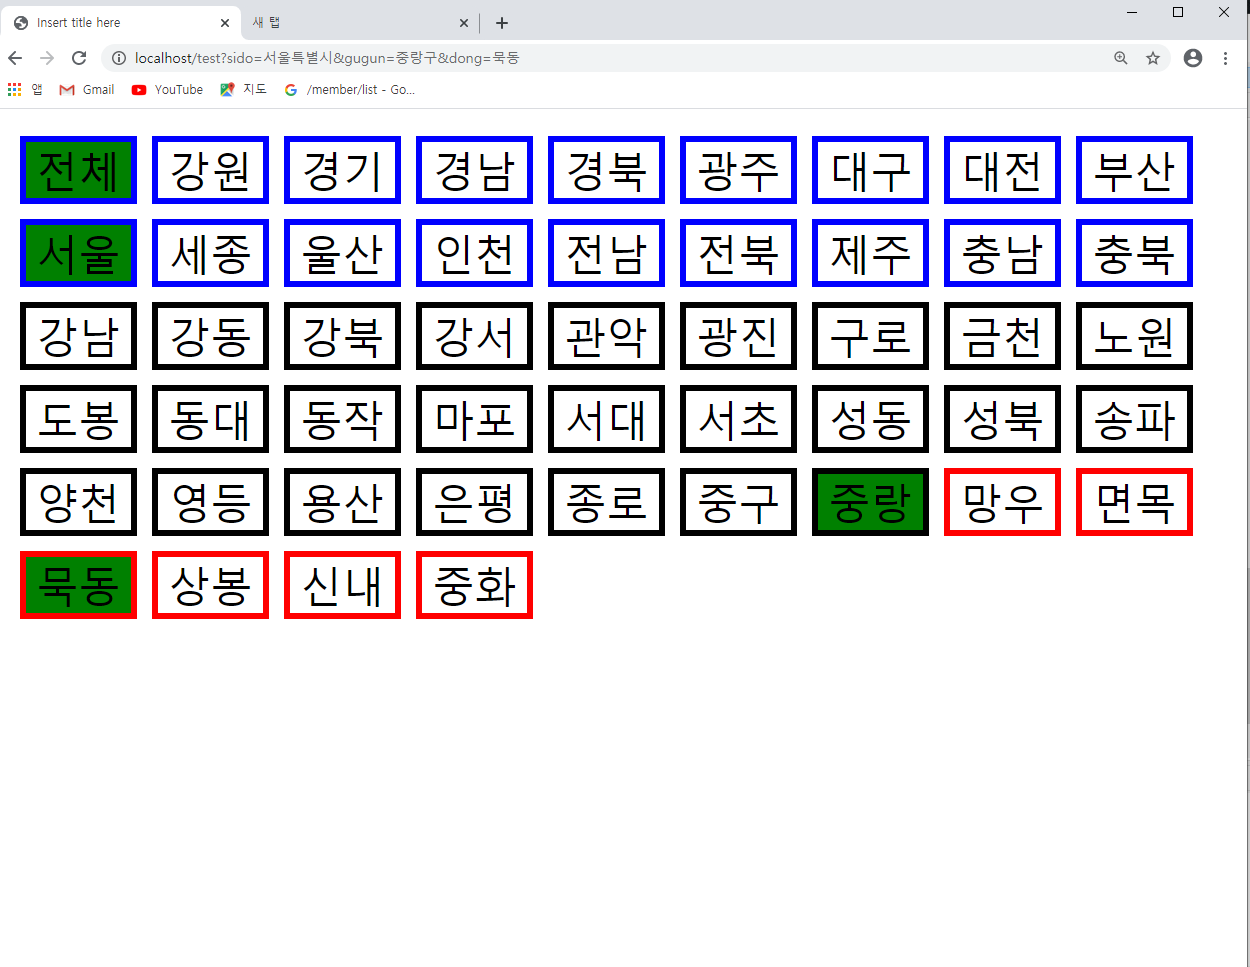 Insert title here
새 탭
localhost/test?sido=서울특별시&gugun=중랑구&dong=묵동
앱 Gmail YouTube 지도 /member/list - Go...
전체 강원 경기 경남 경북 광주 대구 대전 부산
서울 세종 울산 인천 전남 전북 제주 충남 충북
강남 강동 강북 강서 관악 광진 구로 금천 노원
도봉 동대 동작 마포 서대 서초 성동 성북 송파
양천 영등 용산 은평 종로 중구 중랑 망우 면목
묵동 상봉 신내 중화